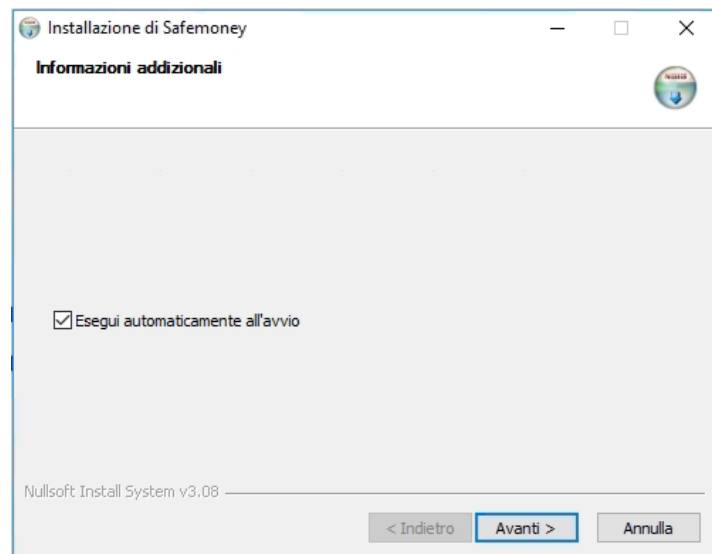 Installazione di Safemoney
Informazioni addizionali
Esegui automaticamente all'avvio
Nullsoft Install System v3.08
< Indietro
Avanti >
Annulla